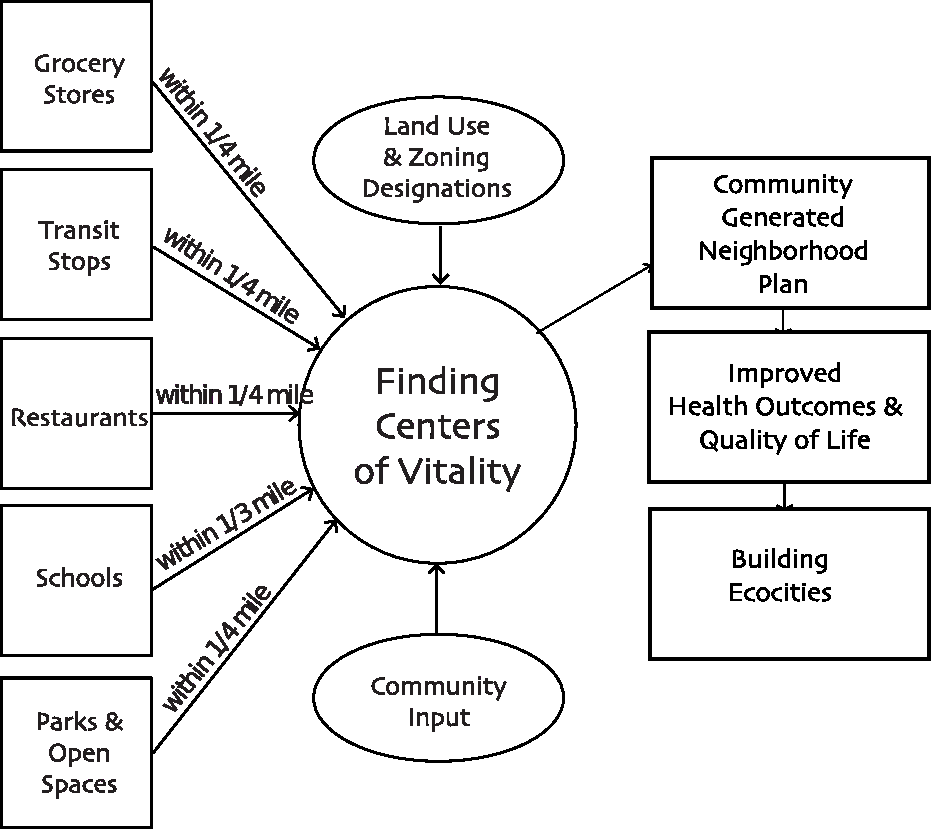 Grocery
Stores
within 1/4 mile
Transit
Stops
within 1/4 mile
Restaurants
within 1/4 mile
Schools
within 1/3 mile
Parks &
Open
Spaces
within 1/4 mile
Land Use
& Zoning
Designations
Finding
Centers
of Vitality
Community
Input
Community
Generated
Neighborhood
Plan
Improved
Health Outcomes &
Quality of Life
Building
Ecocities